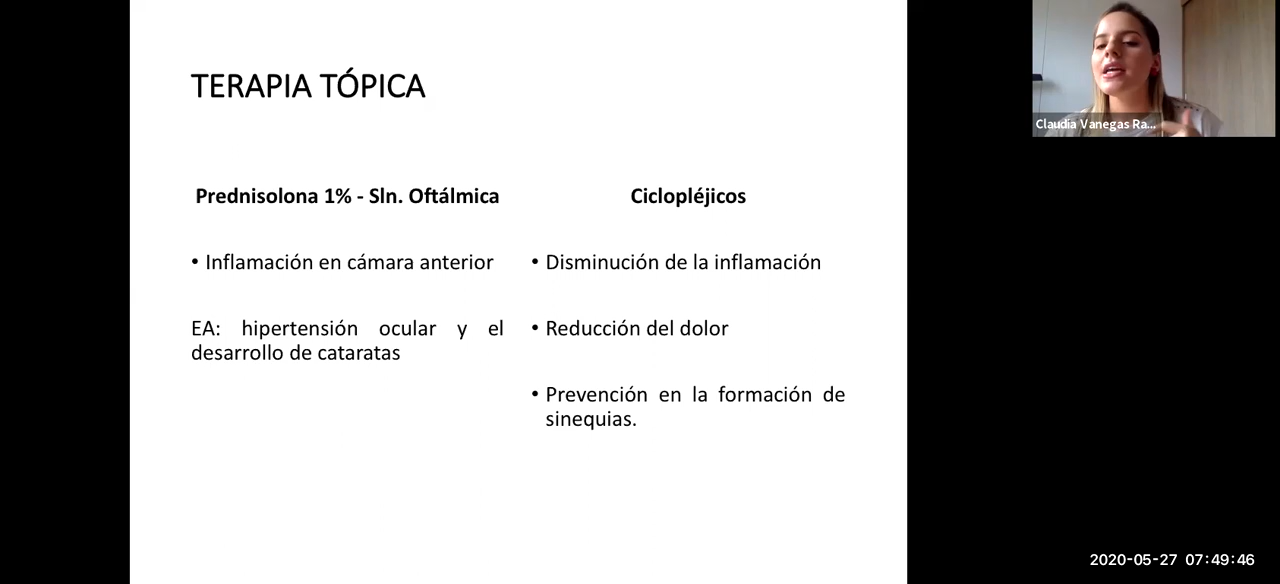 TERAPIA TÓPICA
Prednisolona 1% - Sln. Oftálmica
• Inflamación en cámara anterior
EA: hipertensión ocular y el
desarrollo de cataratas
Ciclopléjicos
• Disminución de la inflamación
• Reducción del dolor
• Prevención en la formación de
sinequias.
Claudia Vanegas Ra...
2020-05-27 07:49:46